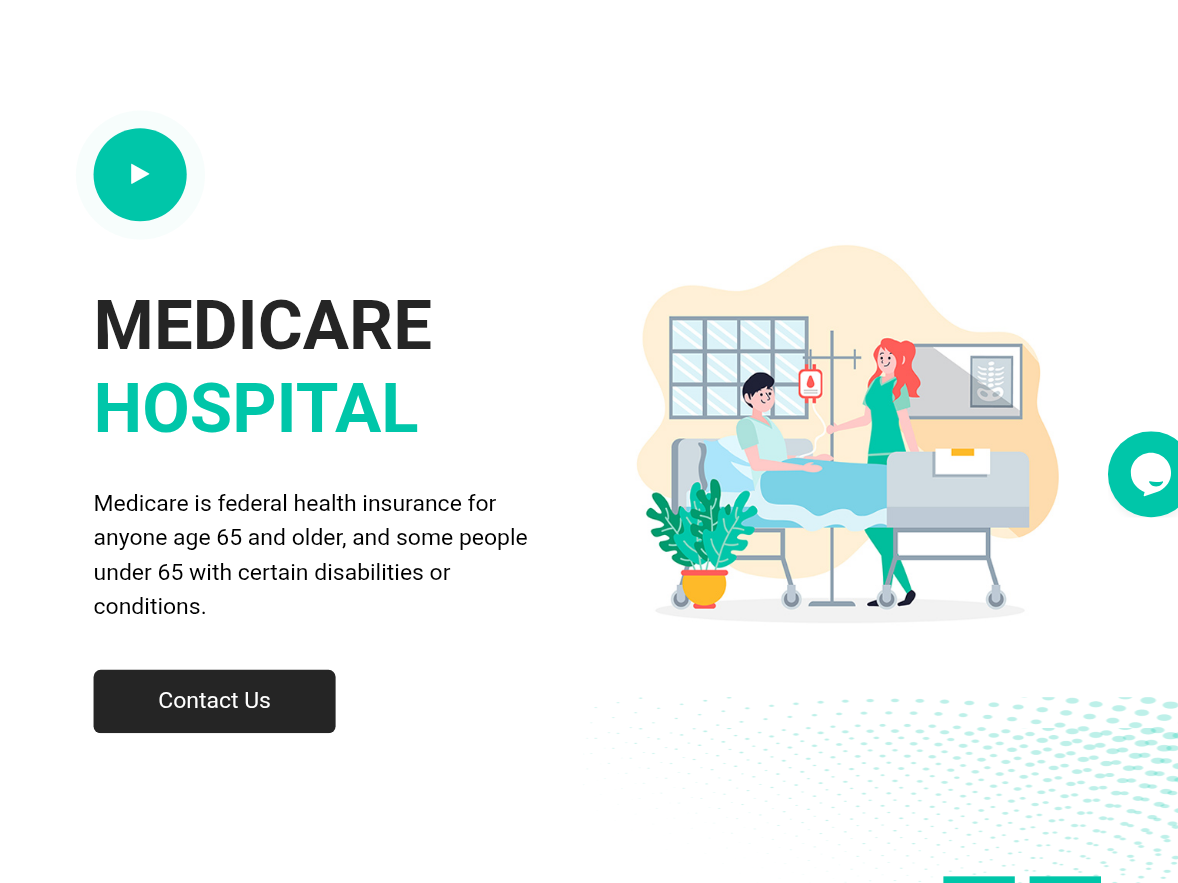 MEDICARE
HOSPITAL
Medicare is federal health insurance for
anyone age 65 and older, and some people
under 65 with certain disabilities or
conditions.
Contact Us